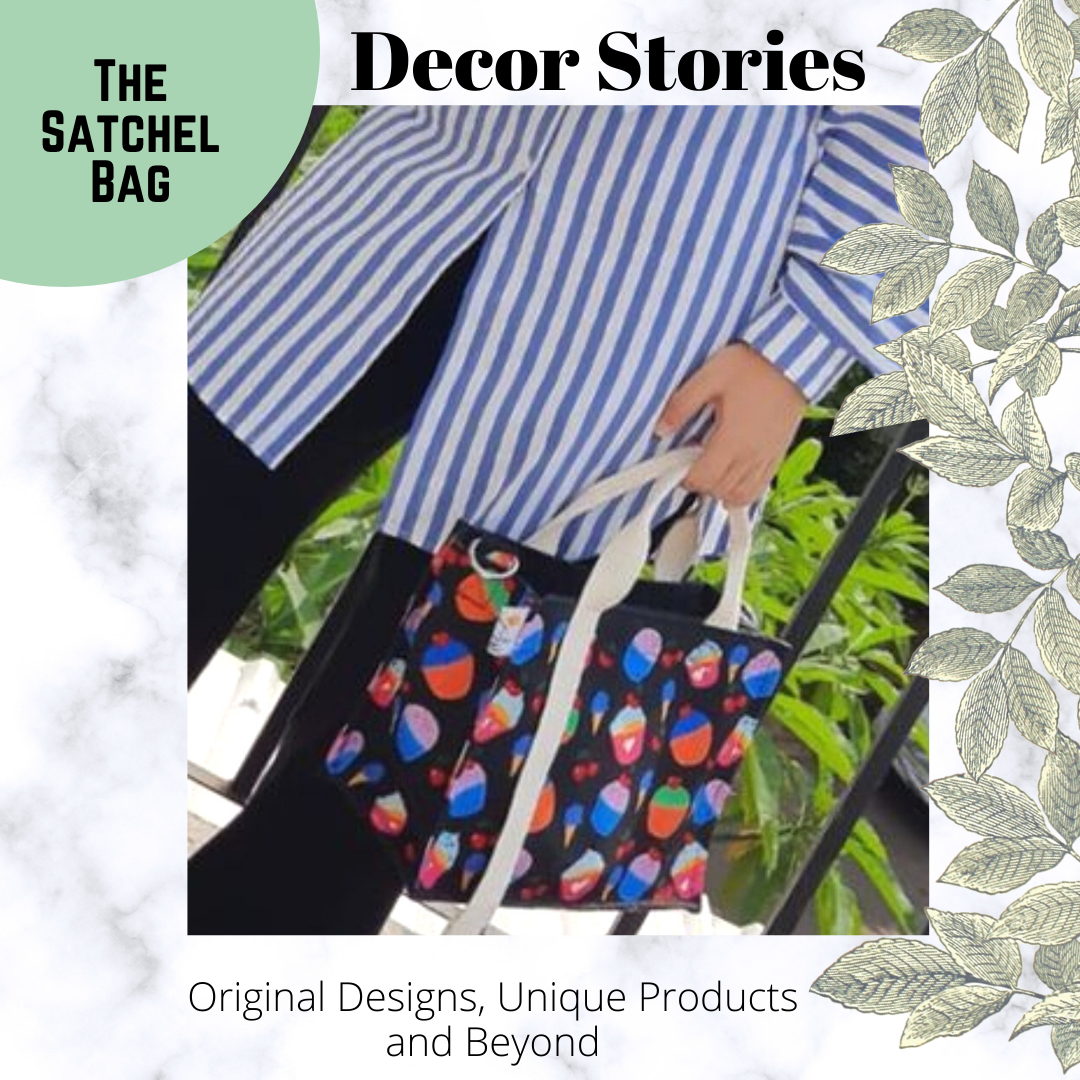 The
Satchel
Bag
Decor Stories
Original Designs, Unique Products
and Beyond